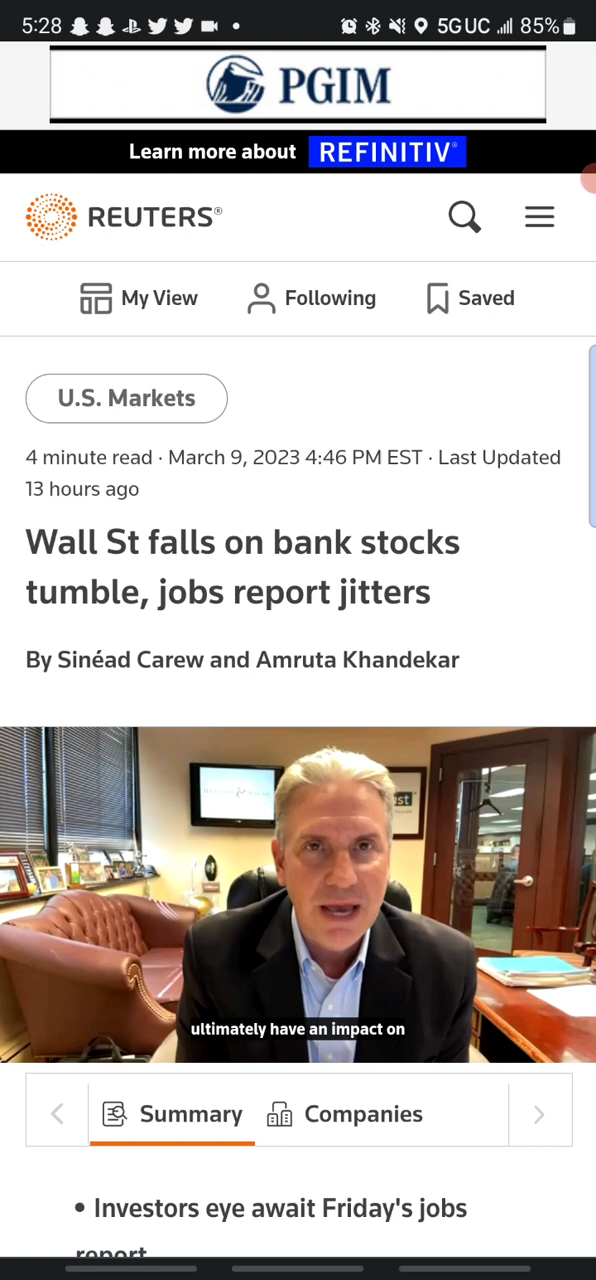 5:28
5G UC
85%
PGIM
Learn more about REFINITIV®
REUTERS®
My View
Following
Saved
U.S. Markets
4 minute read · March 9, 2023 4:46 PM EST · Last Updated
13 hours ago
Wall St falls on bank stocks
tumble, jobs report jitters
By Sinéad Carew and Amruta Khandekar
ultimately have an impact on
Summary
Companies
• Investors eye await Friday's jobs
report